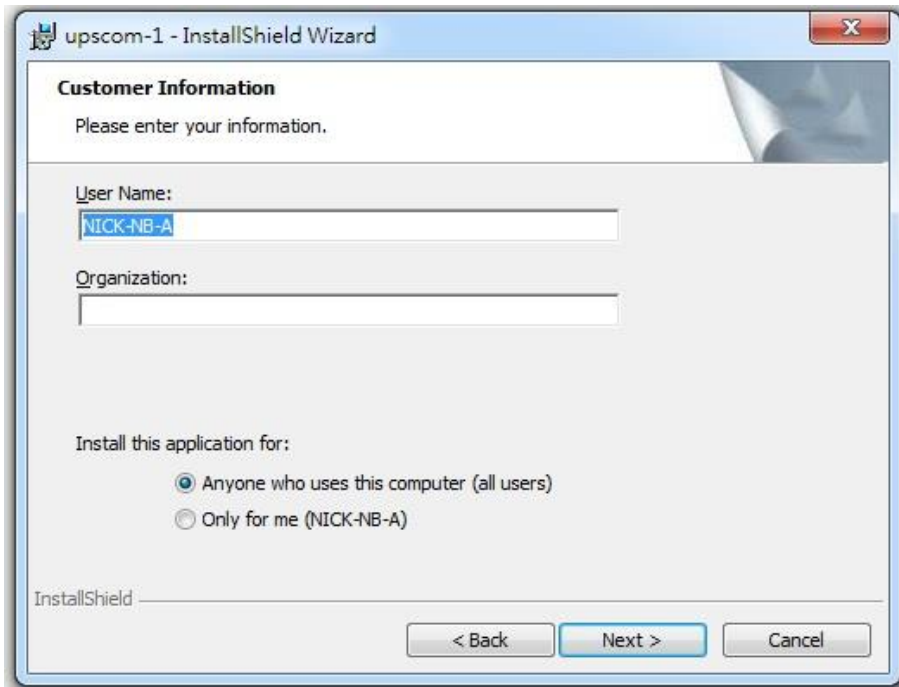 upscom-1 - InstallShield Wizard
Customer Information
Please enter your information.
User Name:
NICK-NB-A
Organization:
Install this application for:
Anyone who uses this computer (all users)
Only for me (NICK-NB-A)
InstallShield
< Back
Next >
Cancel